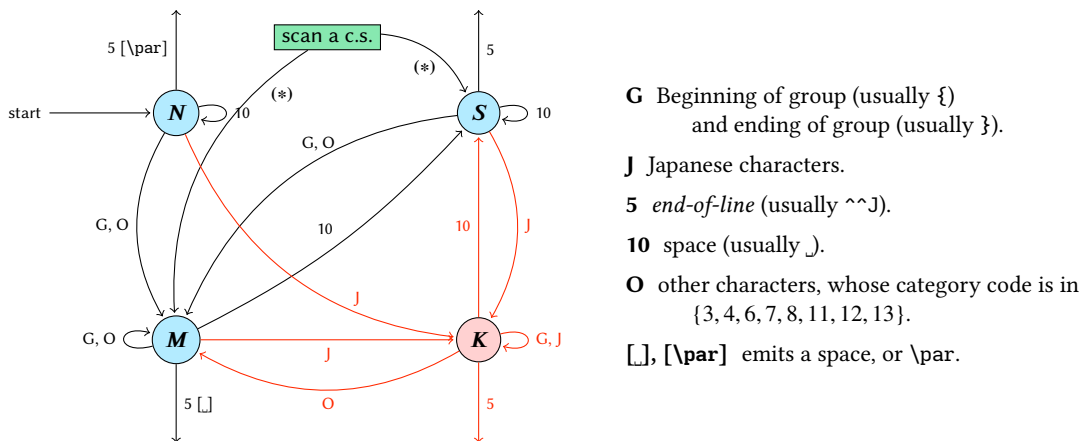 5 [\par]
scan a c.s.
5
(∗)
(∗)
start
N
10
S
10
G, O
G, O
10
10
J
J
G, O
M
J
K
G, J
O
5 [␣]
5
G Beginning of group (usually {)
and ending of group (usually }).
J Japanese characters.
5 end-of-line (usually ^^J).
10 space (usually ␣).
O other characters, whose category code is in
{3, 4, 6, 7, 8, 11, 12, 13}.
[␣], [\par] emits a space, or \par.